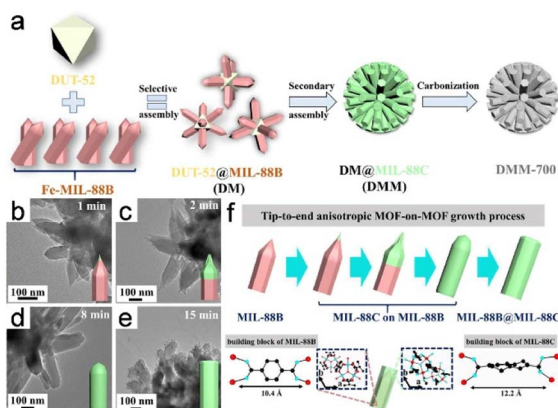 a
DUT-52
Fe-MIL-88B
Selective
assembly
DUT-52@MIL-88B
(DM)
Secondary
assembly
DM@MIL-88C
(DMM)
Carbonization
DMM-700
b
1 min
100 nm
c
2 min
100 nm
d
8 min
100 nm
e
15 min
100 nm
f
Tip-to-end anisotropic MOF-on-MOF growth process
MIL-88B
MIL-88C on MIL-88B
MIL-88B@MIL-88C
building block of MIL-88B
10.4 Å
building block of MIL-88C
12.2 Å